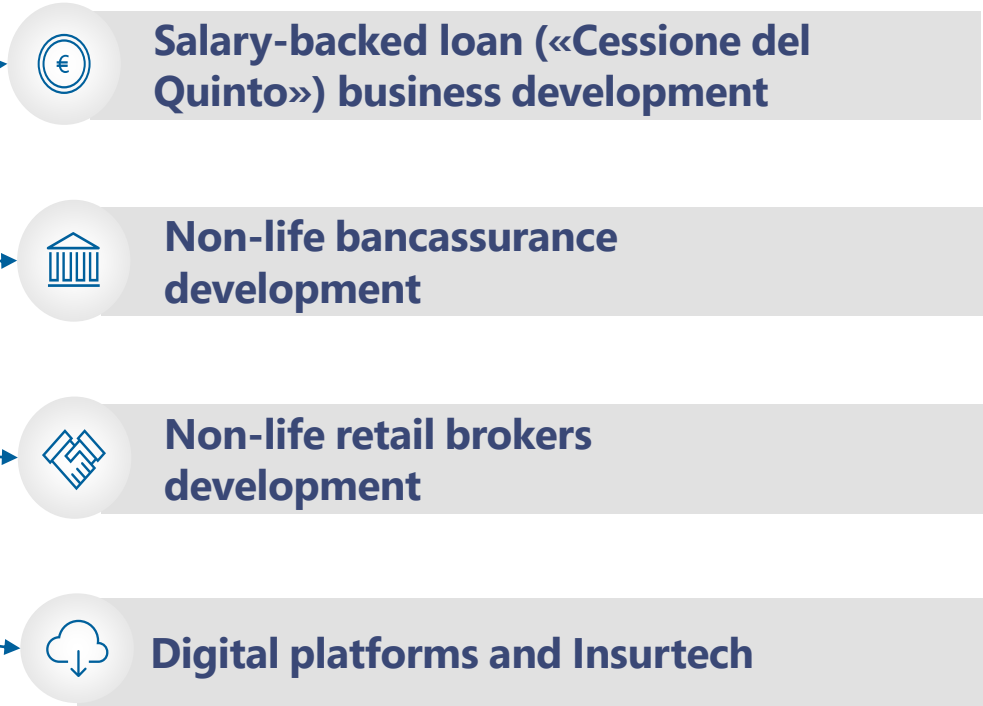 €
Salary-backed loan («Cessione del
Quinto») business development
Non-life bancassurance
development
Non-life retail brokers
development
Digital platforms and Insurtech